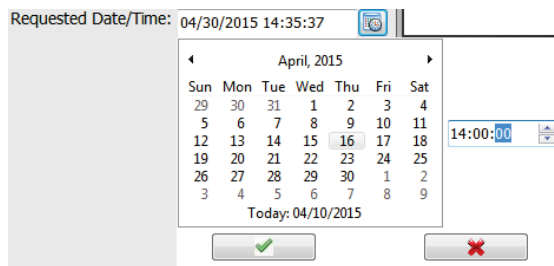 Requested Date/Time: 04/30/2015 14:35:37
April, 2015
Sun Mon Tue Wed Thu Fri Sat
29 30 31 1 2 3 4
5 6 7 8 9 10 11
12 13 14 15 16 17 18
14:00:00
19 20 21 22 23 24 25
26 27 28 29 30 1 2
3 4 5 6 7 8 9
Today: 04/10/2015